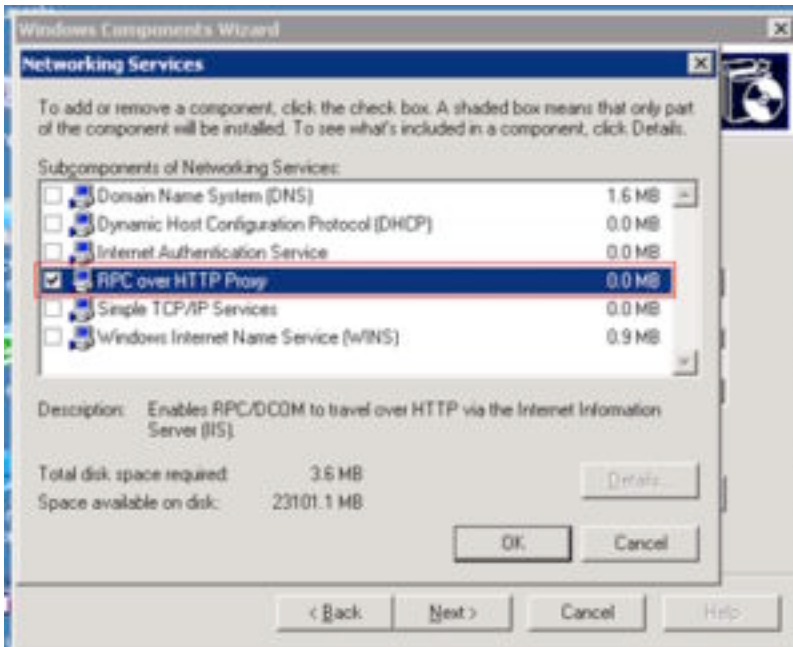 Windows Components Wizard
Networking Services
To add or remove a component, click the check box. A shaded box means that only part
of the component will be installed. To see what's included in a component, click Details.
Subcomponents of Networking Services:
Domain Name System (DNS) 1.6 MB
Dynamic Host Configuration Protocol (DHCP) 0.0 MB
Internet Authentication Service 0.0 MB
RPC over HTTP Proxy 0.0 MB
Simple TCP/IP Services 0.0 MB
Windows Internet Name Service (WINS) 0.9 MB
Description: Enables RPC/DCOM to travel over HTTP via the Internet Information
Server (IIS).
Total disk space required: 3.6 MB
Space available on disk: 23101.1 MB
Details...
OK Cancel
< Back Next > Cancel Help